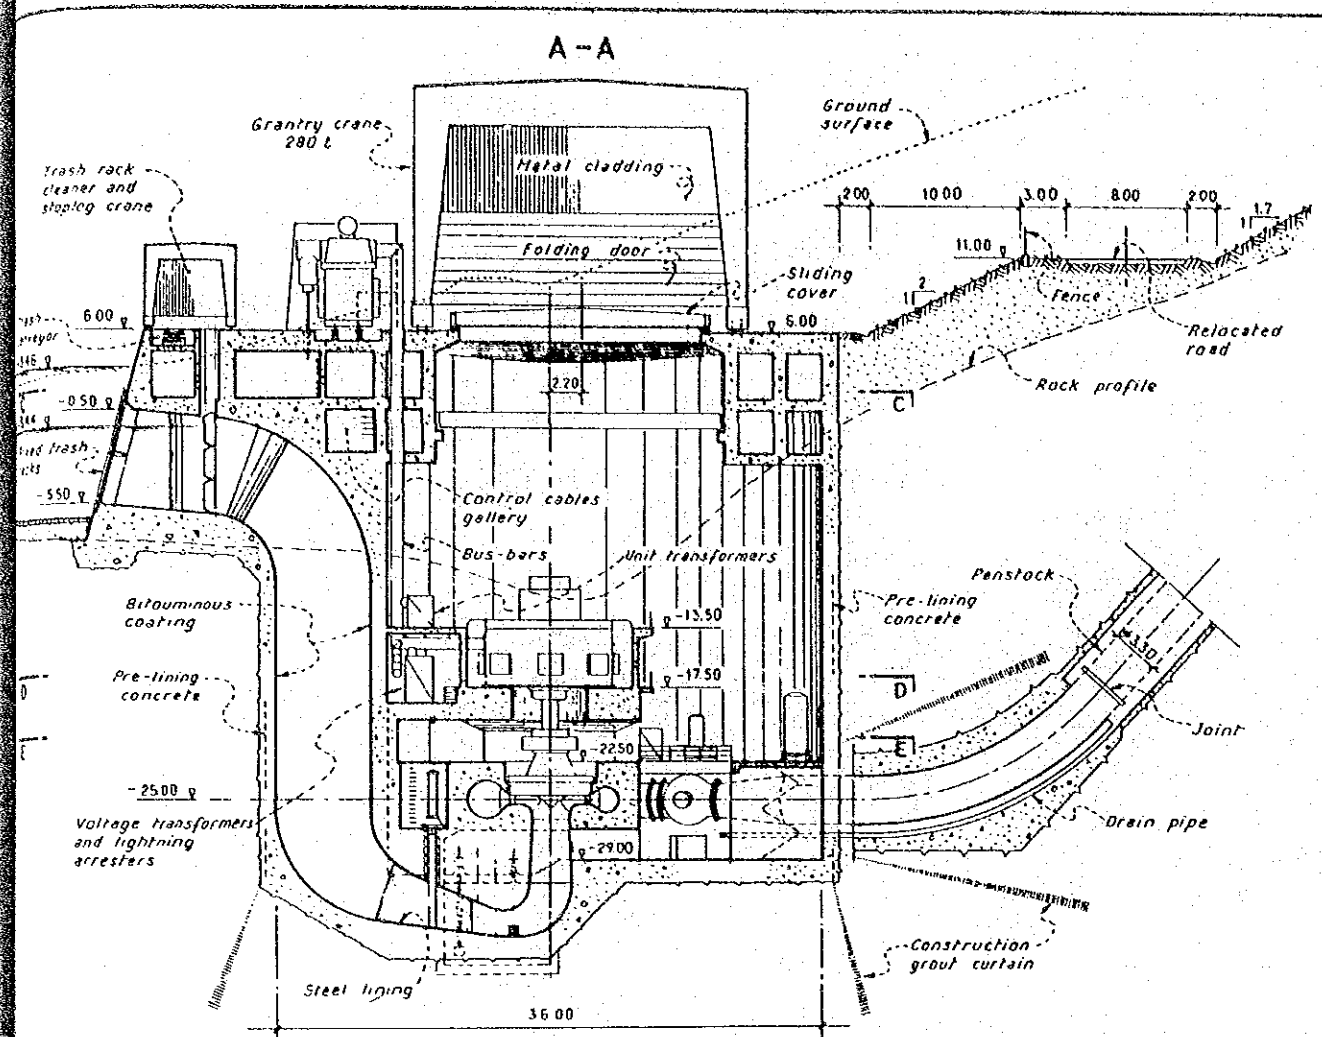 A-A
Grantry crane
280 t
Metal cladding
Ground
surface
Trash rack
cleaner and
stoplog crane
200
10.00
3.00
8.00
2.00
1.7
1
11.00
Folding door
Sliding
cover
2
1
Fence
6.00
6.00
Relocated
road
Rock profile
2.20
C
-0.50
-5.50
Control cables
gallery
Bus-bars
Unit transformers
Penstock
Bitouminous
coating
-13.50
Pre-lining
concrete
3.30
Pre-lining
concrete
-17.50
D
D
Joint
E
E
-22.50
-25.00
Voltage transformers
and lightning
arresters
Drain pipe
-29.00
Construction
grout curtain
Steel lining
36.00